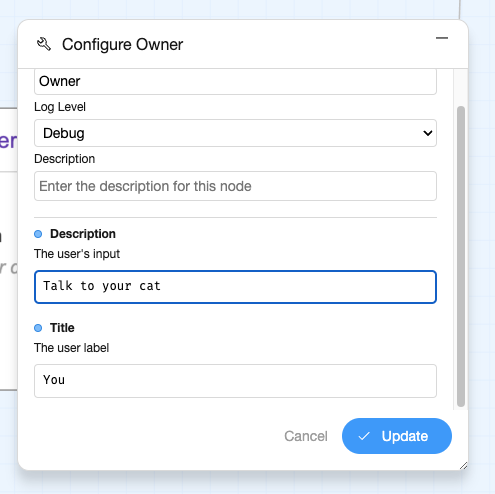 Configure Owner
Owner
Log Level
Debug
Description
Enter the description for this node
Description
The user's input
Talk to your cat
Title
The user label
You
Cancel
Update